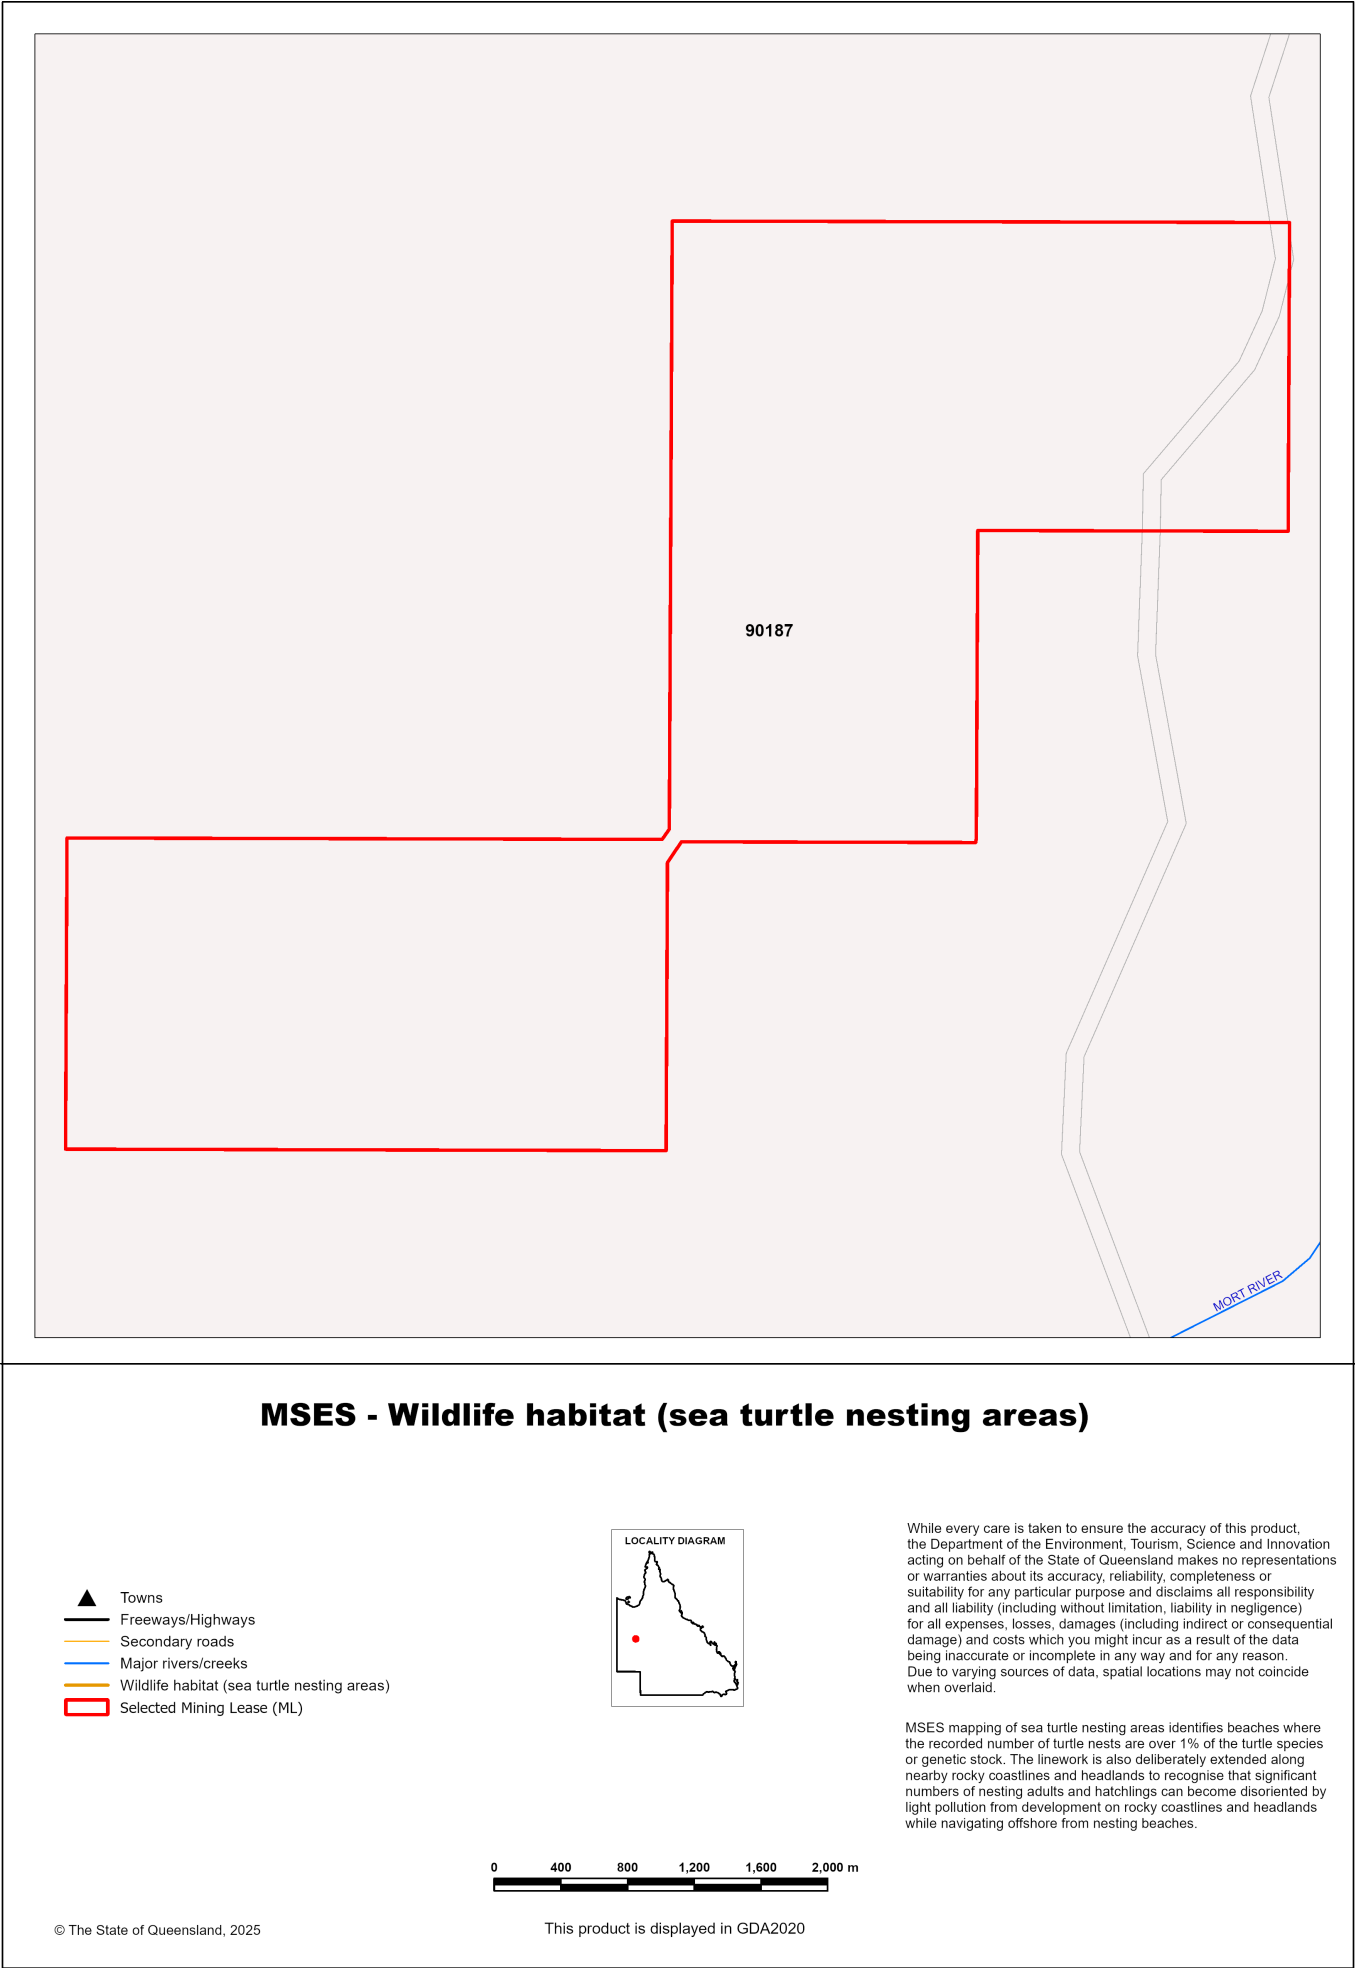 90187
MORT RIVER
MSES - Wildlife habitat (sea turtle nesting areas)
Towns
Freeways/Highways
Secondary roads
Major rivers/creeks
Wildlife habitat (sea turtle nesting areas)
Selected Mining Lease (ML)
LOCALITY DIAGRAM
While every care is taken to ensure the accuracy of this product,
the Department of the Environment, Tourism, Science and Innovation
acting on behalf of the State of Queensland makes no representations
or warranties about its accuracy, reliability, completeness or
suitability for any particular purpose and disclaims all responsibility
and all liability (including without limitation, liability in negligence)
for all expenses, losses, damages (including indirect or consequential
damage) and costs which you might incur as a result of the data
being inaccurate or incomplete in any way and for any reason.
Due to varying sources of data, spatial locations may not coincide
when overlaid.
MSES mapping of sea turtle nesting areas identifies beaches where
the recorded number of turtle nests are over 1% of the turtle species
or genetic stock. The linework is also deliberately extended along
nearby rocky coastlines and headlands to recognise that significant
numbers of nesting adults and hatchlings can become disoriented by
light pollution from development on rocky coastlines and headlands
while navigating offshore from nesting beaches.
0 400 800 1,200 1,600 2,000 m
© The State of Queensland, 2025
This product is displayed in GDA2020